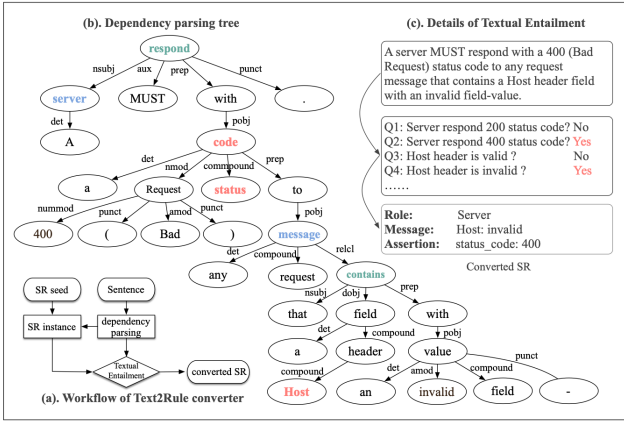 (b). Dependency parsing tree
respond
nsubj aux prep punct
server MUST with .
det pobj
A code
det nmod commpound prep
a Request status to
nummod punct amod punct pobj
400 ( Bad ) message
det compound relcl
any request contains
nsubj dobj prep
that field with
det compound pobj
a header value
compound det amod compound punct
Host an invalid field -
(c). Details of Textual Entailment
A server MUST respond with a 400 (Bad
Request) status code to any request
message that contains a Host header field
with an invalid field-value.
Q1: Server respond 200 status code? No
Q2: Server respond 400 status code? Yes
Q3: Host header is valid ? No
Q4: Host header is invalid ? Yes
……
Role: Server
Message: Host: invalid
Assertion: status_code: 400
Converted SR
SR seed Sentence
SR instance dependency
parsing
Textual
Entailment
converted SR
(a). Workflow of Text2Rule converter